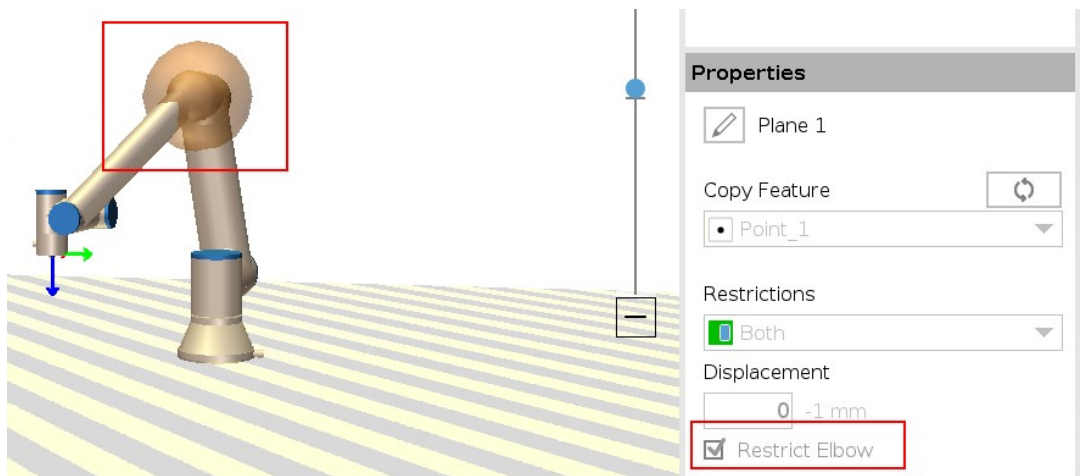 Properties
Plane 1
Copy Feature
Point_1
Restrictions
Both
Displacement
0 -1 mm
Restrict Elbow